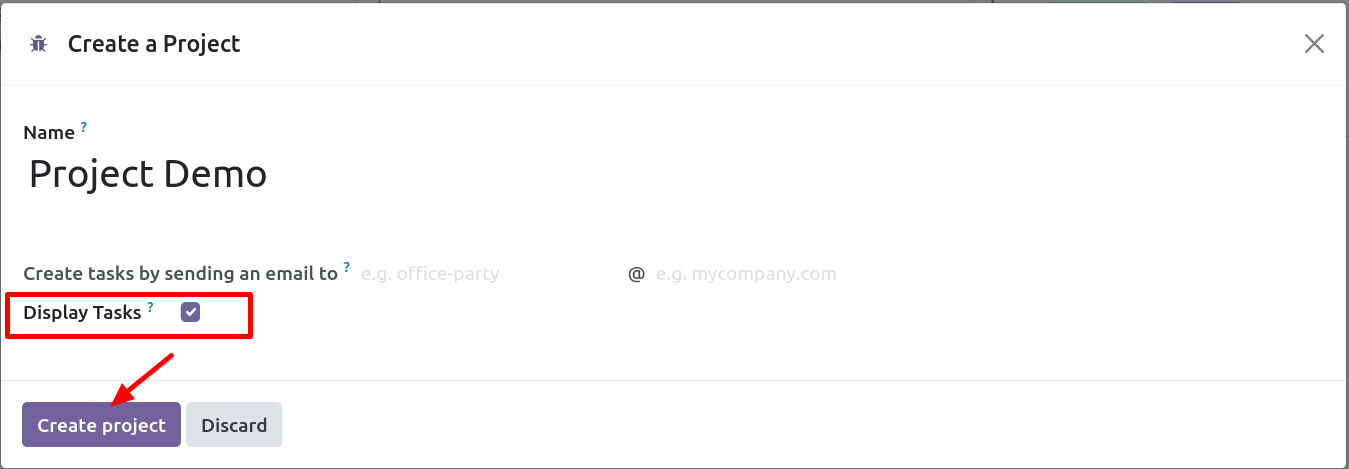 Create a Project
Name ?
Project Demo
Create tasks by sending an email to ? e.g. office-party @ e.g. mycompany.com
Display Tasks ?
Create project Discard